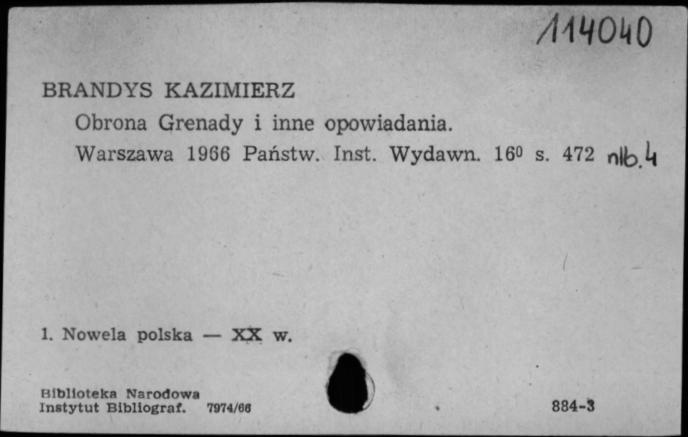 114040
BRANDYS KAZIMIERZ
Obrona Grenady i inne opowiadania.
Warszawa 1966 Państw. Inst. Wydawn. 16⁰ s. 472 nlb. 4
1. Nowela polska — XX w.
Biblioteka Narodowa
Instytut Bibliograf. 7974/66
884-3